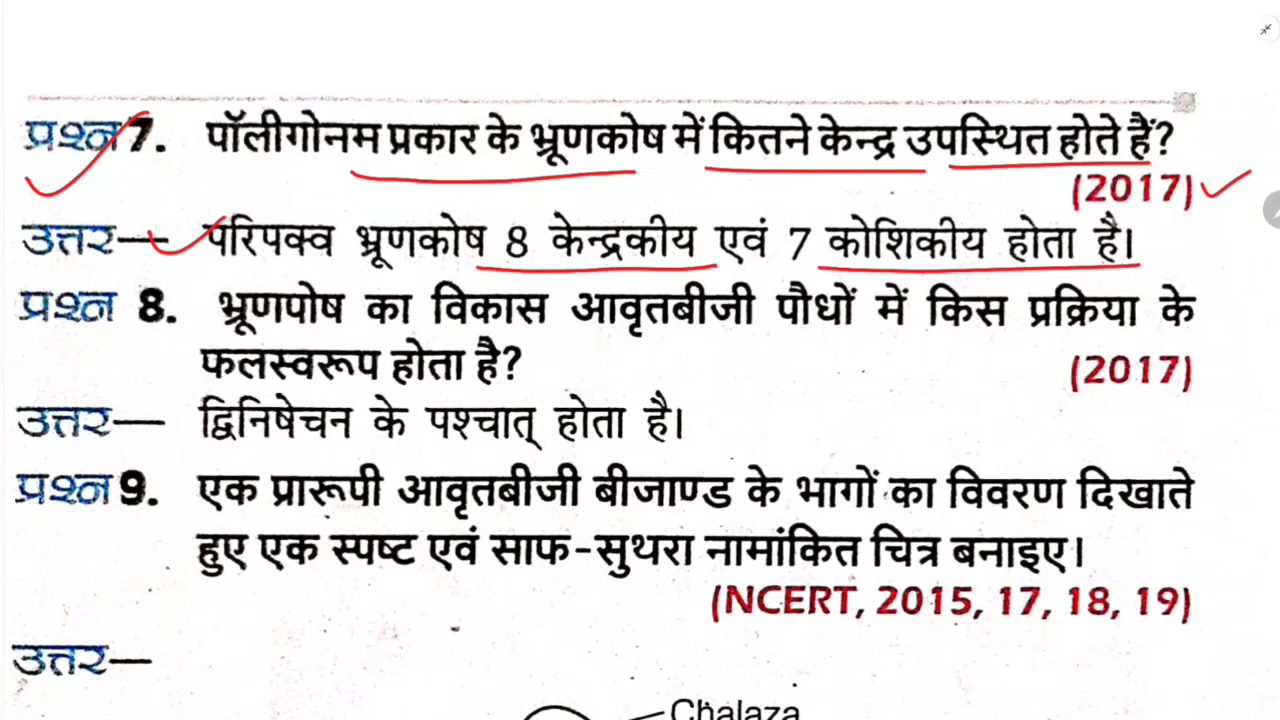 प्रश्न 7. पॉलीगोनम प्रकार के भ्रूणकोष में कितने केन्द्र उपस्थित होते हैं?
(2017)
उत्तर— परिपक्व भ्रूणकोष 8 केन्द्रकीय एवं 7 कोशिकीय होता है।
प्रश्न 8. भ्रूणपोष का विकास आवृतबीजी पौधों में किस प्रक्रिया के
फलस्वरूप होता है? (2017)
उत्तर— द्विनिषेचन के पश्चात् होता है।
प्रश्न 9. एक प्रारूपी आवृतबीजी बीजाण्ड के भागों का विवरण दिखाते
हुए एक स्पष्ट एवं साफ-सुथरा नामांकित चित्र बनाइए।
(NCERT, 2015, 17, 18, 19)
उत्तर—
Chalaza